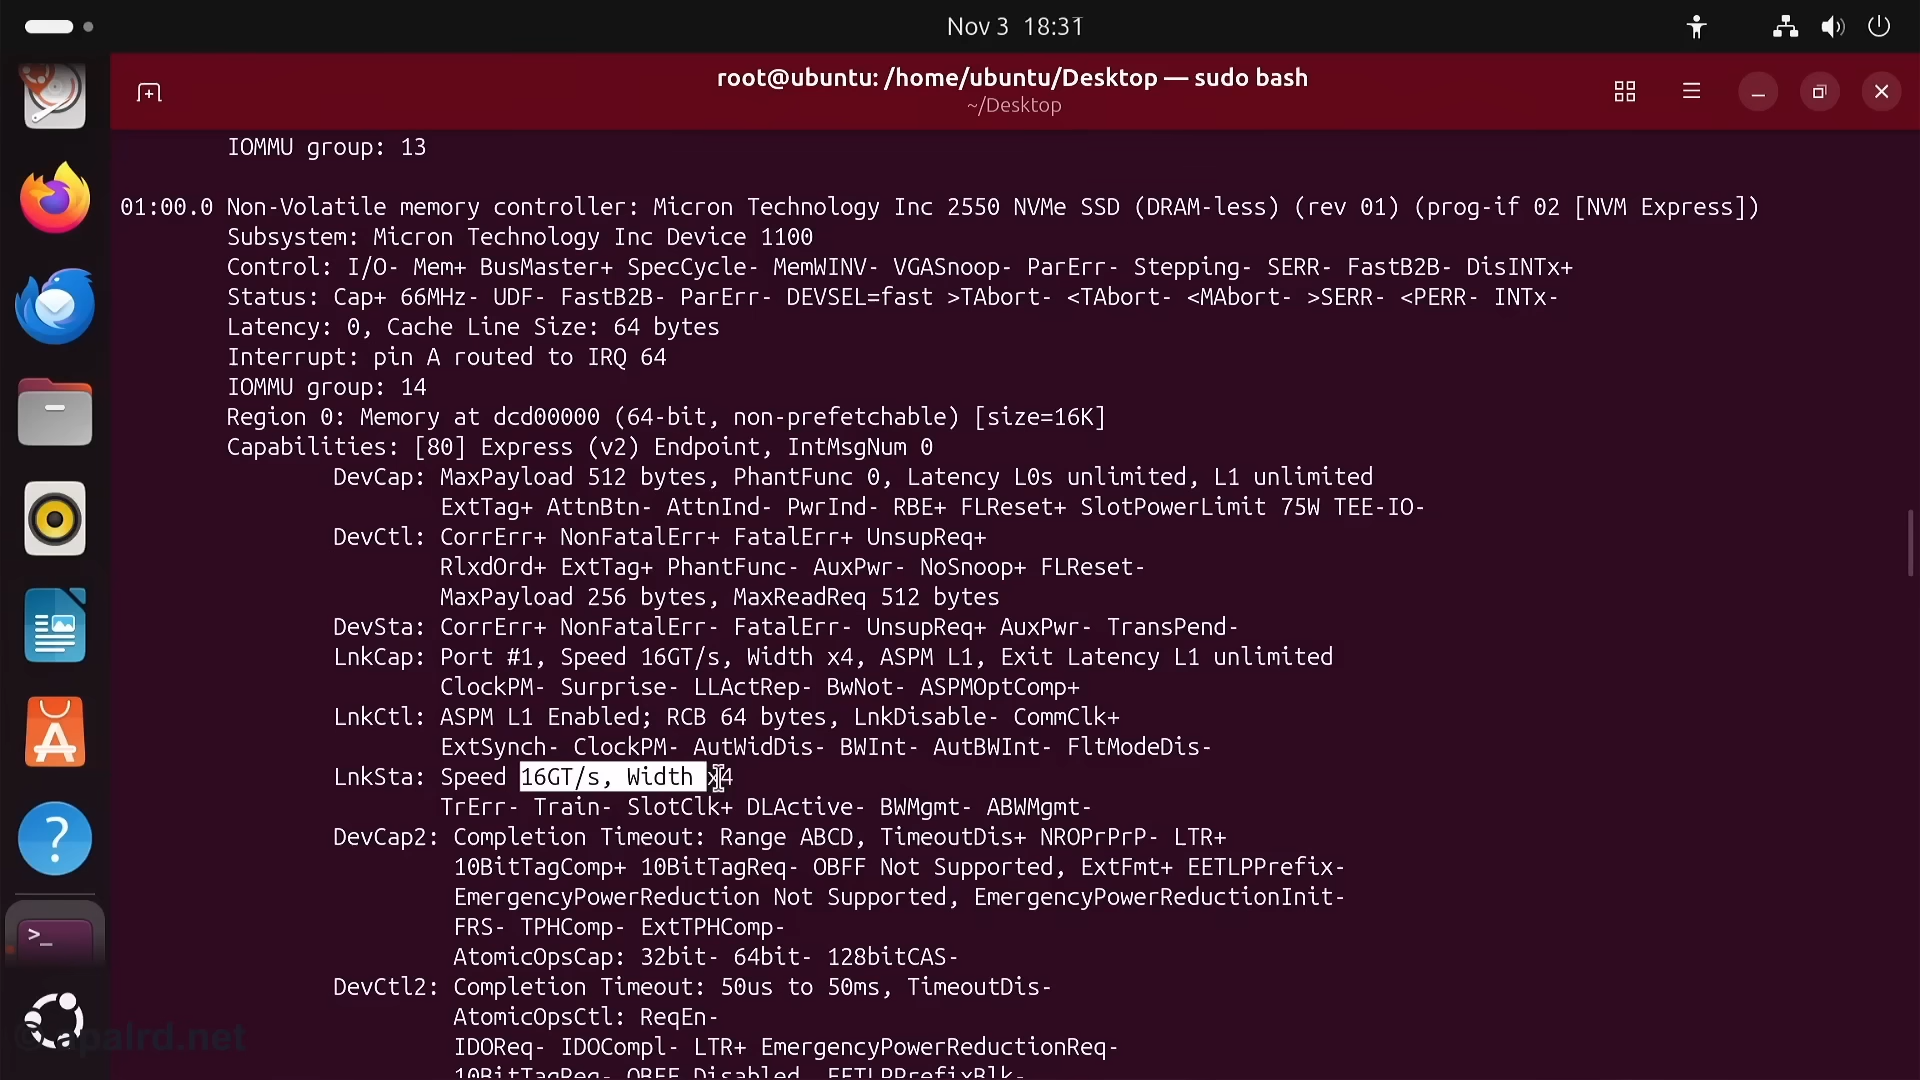 Nov 3 18:31
root@ubuntu: /home/ubuntu/Desktop — sudo bash
~/Desktop
IOMMU group: 13
01:00.0 Non-Volatile memory controller: Micron Technology Inc 2550 NVMe SSD (DRAM-less) (rev 01) (prog-if 02 [NVM Express])
Subsystem: Micron Technology Inc Device 1100
Control: I/O- Mem+ BusMaster+ SpecCycle- MemWINV- VGASnoop- ParErr- Stepping- SERR- FastB2B- DisINTx+
Status: Cap+ 66MHz- UDF- FastB2B- ParErr- DEVSEL=fast >TAbort- <TAbort- <MAbort- >SERR- <PERR- INTx-
Latency: 0, Cache Line Size: 64 bytes
Interrupt: pin A routed to IRQ 64
IOMMU group: 14
Region 0: Memory at dcd00000 (64-bit, non-prefetchable) [size=16K]
Capabilities: [80] Express (v2) Endpoint, IntMsgNum 0
DevCap: MaxPayload 512 bytes, PhantFunc 0, Latency L0s unlimited, L1 unlimited
ExtTag+ AttnBtn- AttnInd- PwrInd- RBE+ FLReset+ SlotPowerLimit 75W TEE-IO-
DevCtl: CorrErr+ NonFatalErr+ FatalErr+ UnsupReq+
RlxdOrd+ ExtTag+ PhantFunc- AuxPwr- NoSnoop+ FLReset-
MaxPayload 256 bytes, MaxReadReq 512 bytes
DevSta: CorrErr+ NonFatalErr- FatalErr- UnsupReq+ AuxPwr- TransPend-
LnkCap: Port #1, Speed 16GT/s, Width x4, ASPM L1, Exit Latency L1 unlimited
ClockPM- Surprise- LLActRep- BwNot- ASPMOptComp+
LnkCtl: ASPM L1 Enabled; RCB 64 bytes, LnkDisable- CommClk+
ExtSynch- ClockPM- AutWidDis- BWInt- AutBWInt- FltModeDis-
LnkSta: Speed 16GT/s, Width x4
TrErr- Train- SlotClk+ DLActive- BWMgmt- ABWMgmt-
DevCap2: Completion Timeout: Range ABCD, TimeoutDis+ NROPrPrP- LTR+
10BitTagComp+ 10BitTagReq- OBFF Not Supported, ExtFmt+ EETLPPrefix-
EmergencyPowerReduction Not Supported, EmergencyPowerReductionInit-
FRS- TPHComp- ExtTPHComp-
AtomicOpsCap: 32bit- 64bit- 128bitCAS-
DevCtl2: Completion Timeout: 50us to 50ms, TimeoutDis-
AtomicOpsCtl: ReqEn-
IDOReq- IDOCompl- LTR+ EmergencyPowerReductionReq-
10BitTagReq- OBFF Disabled, EETLPPrefixBlk-
© apalrd.net